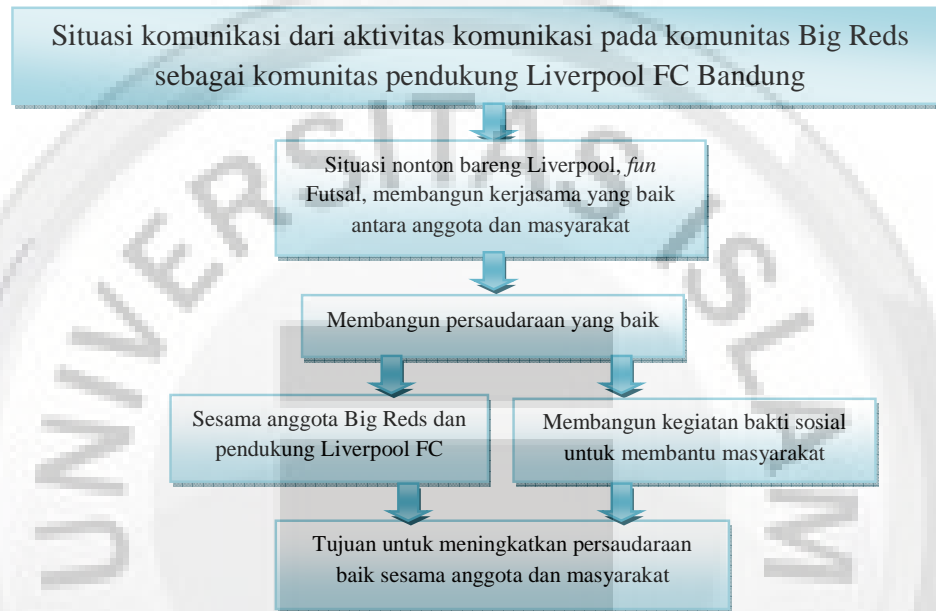 Situasi komunikasi dari aktivitas komunikasi pada komunitas Big Reds
sebagai komunitas pendukung Liverpool FC Bandung
Situasi nonton bareng Liverpool, fun
Futsal, membangun kerjasama yang baik
antara anggota dan masyarakat
Membangun persaudaraan yang baik
Sesama anggota Big Reds dan
pendukung Liverpool FC
Membangun kegiatan bakti sosial
untuk membantu masyarakat
Tujuan untuk meningkatkan persaudaraan
baik sesama anggota dan masyarakat
UNIVERSITAS ISLAM